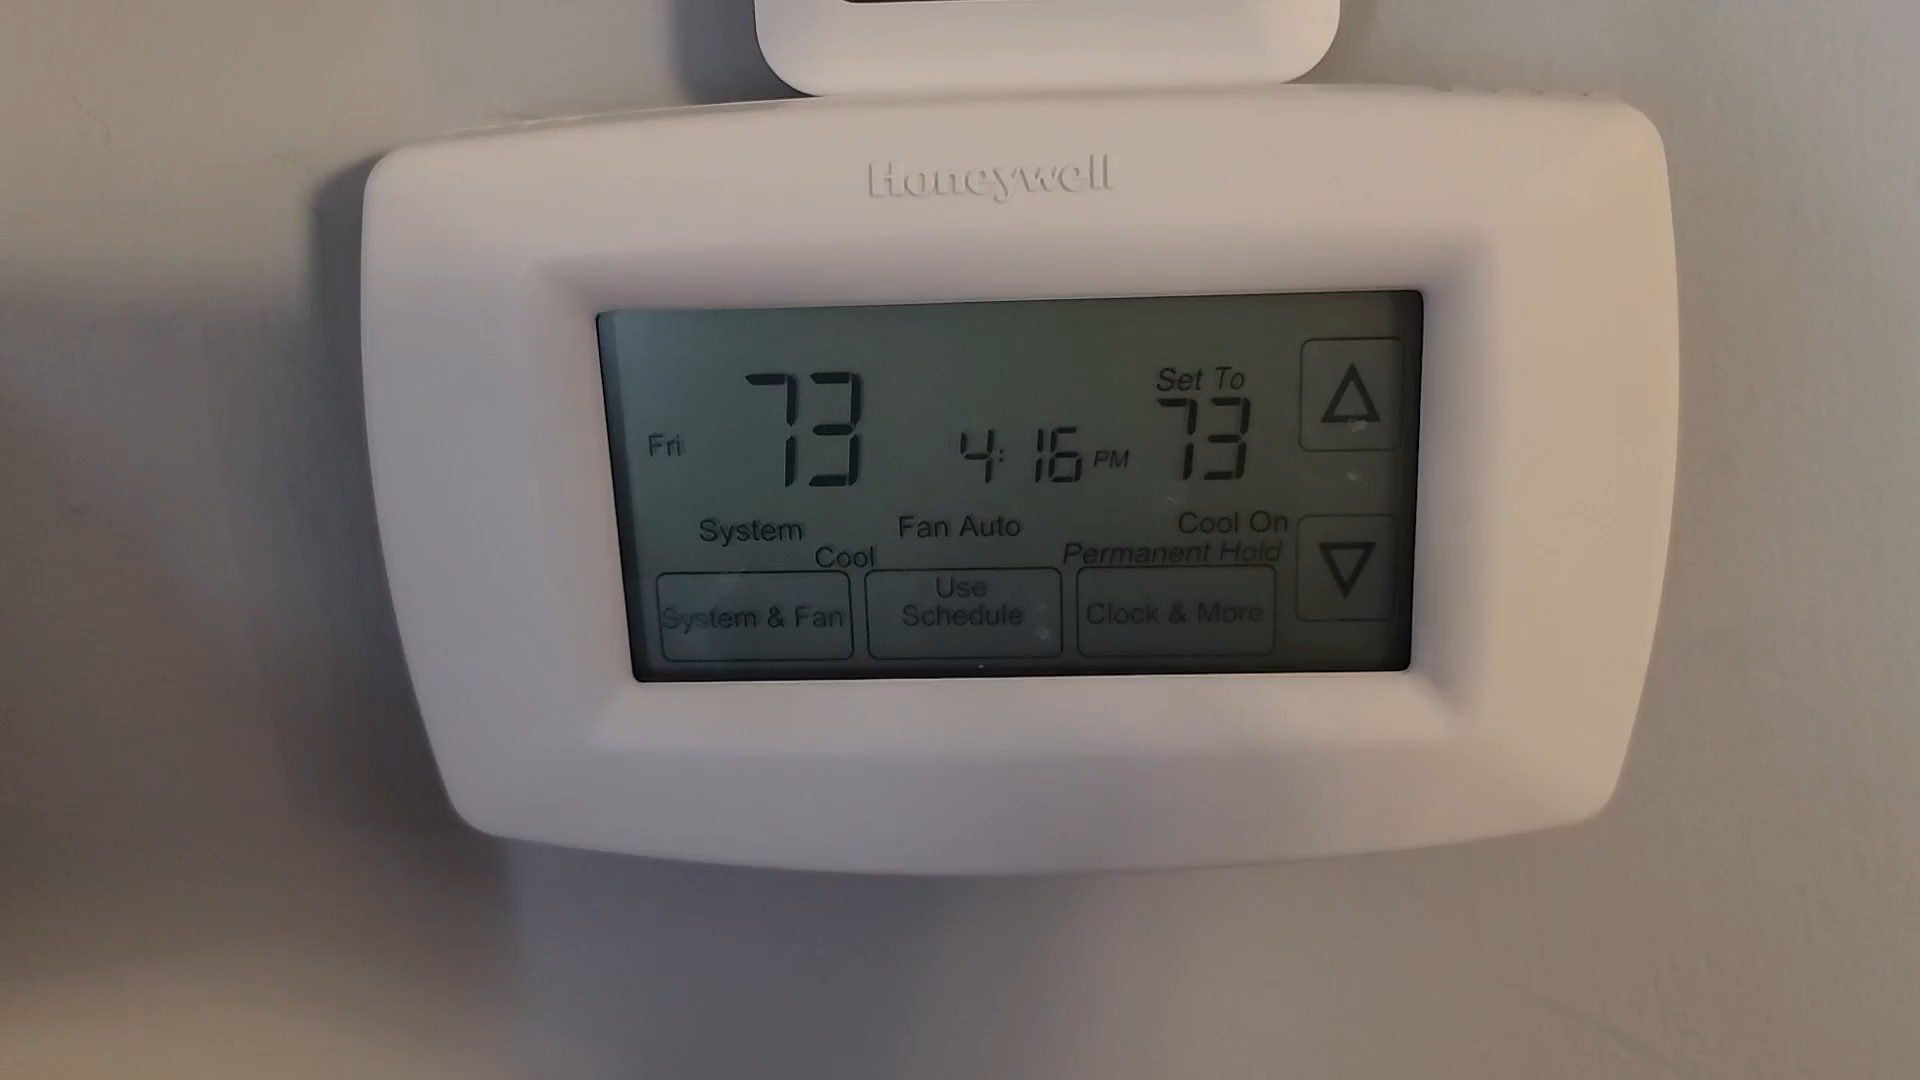 Honeywell
Set To
Fri 73 4:16 PM 73
System Fan Auto Cool On
Cool Permanent Hold
System & Fan
Use
Schedule
Clock & More